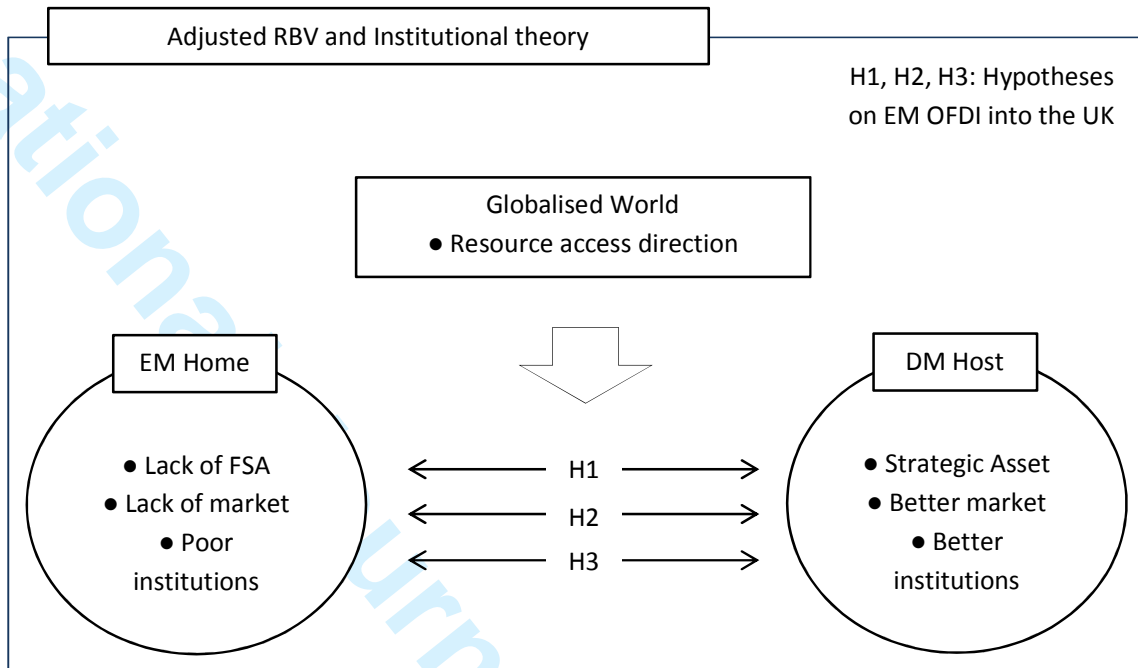 Adjusted RBV and Institutional theory
H1, H2, H3: Hypotheses
on EM OFDI into the UK
Globalised World
● Resource access direction
EM Home
DM Host
● Lack of FSA
● Lack of market
● Poor
institutions
H1
H2
H3
● Strategic Asset
● Better market
● Better
institutions